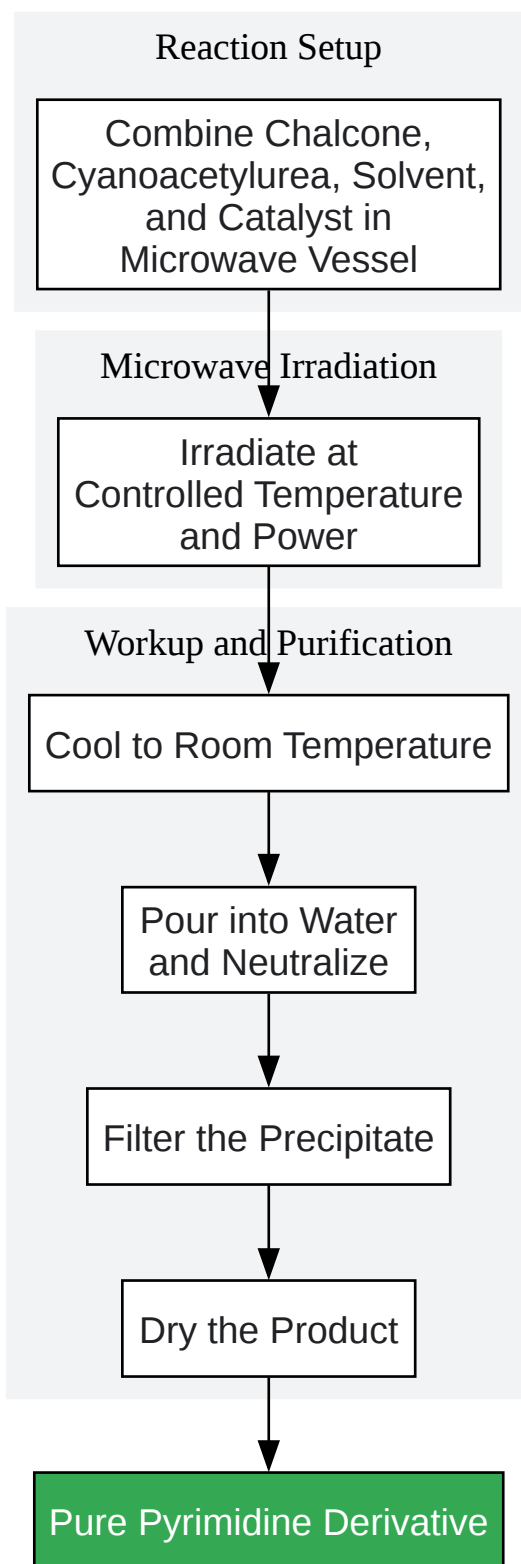 Reaction Setup
Combine Chalcone,
Cyanoacetylurea, Solvent,
and Catalyst in
Microwave Vessel
Microwave Irradiation
Irradiate at
Controlled Temperature
and Power
Workup and Purification
Cool to Room Temperature
Pour into Water
and Neutralize
Filter the Precipitate
Dry the Product
Pure Pyrimidine Derivative